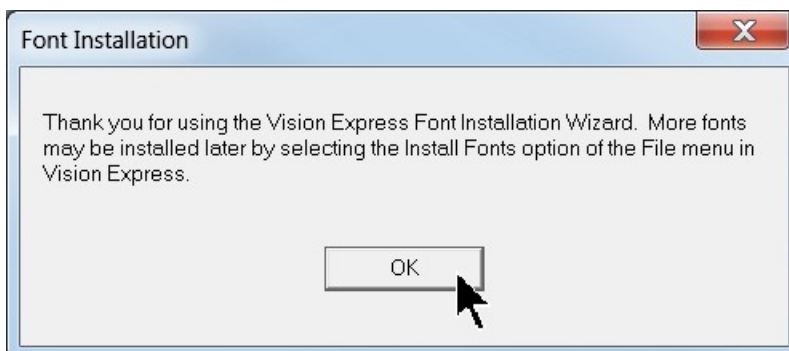 Font Installation
Thank you for using the Vision Express Font Installation Wizard. More fonts
may be installed later by selecting the Install Fonts option of the File menu in
Vision Express.
OK